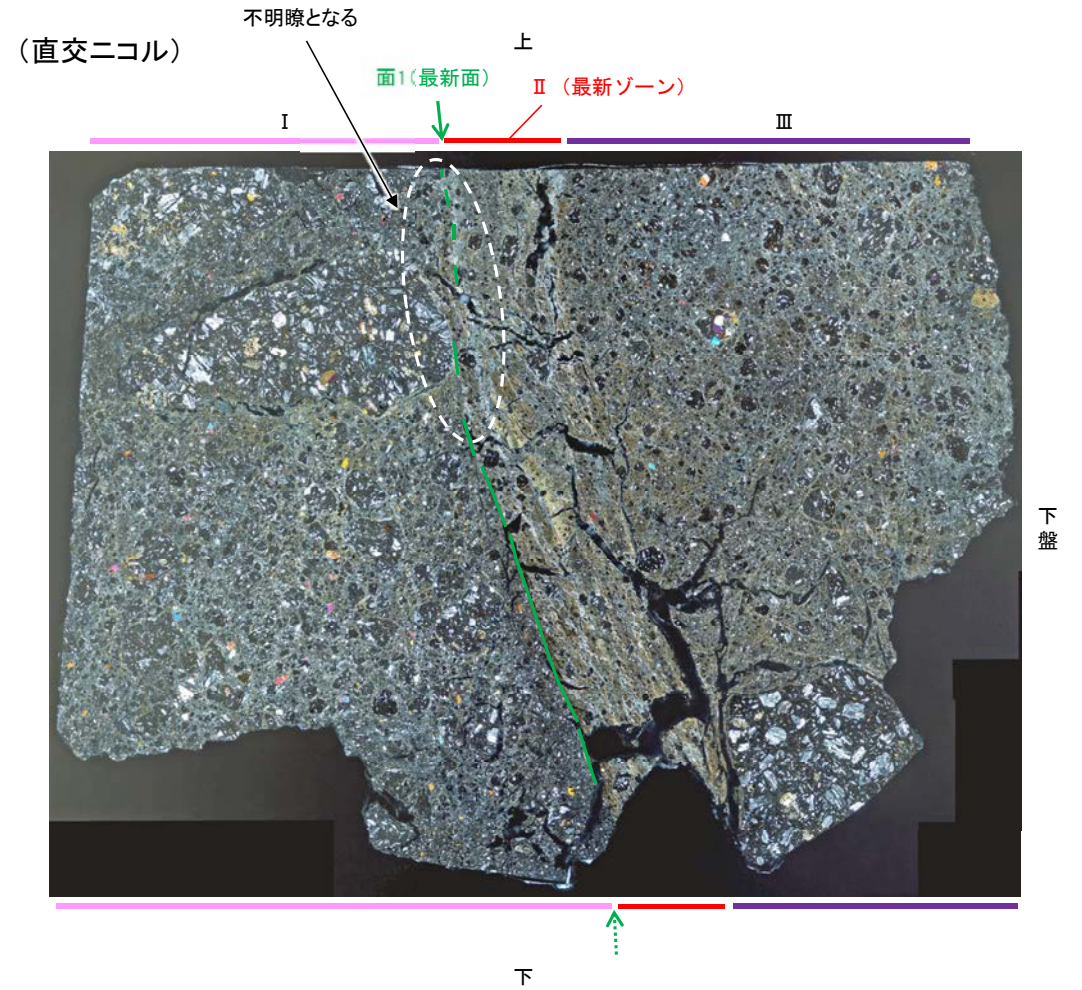 不明瞭となる
（直交ニコル）
上
面1(最新面）
Ⅱ （最新ゾーン）
Ⅰ
Ⅲ
下盤
下